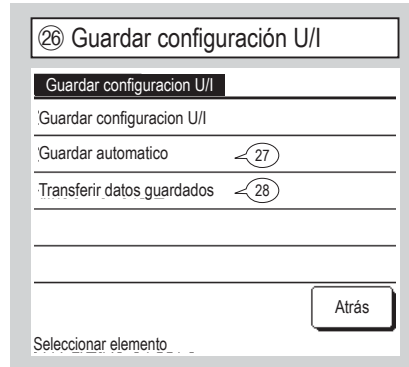 26 Guardar configuración U/I
Guardar configuracion U/I
Guardar configuracion U/I
Guardar automatico 27
Transferir datos guardados 28
Atrás
Seleccionar elemento